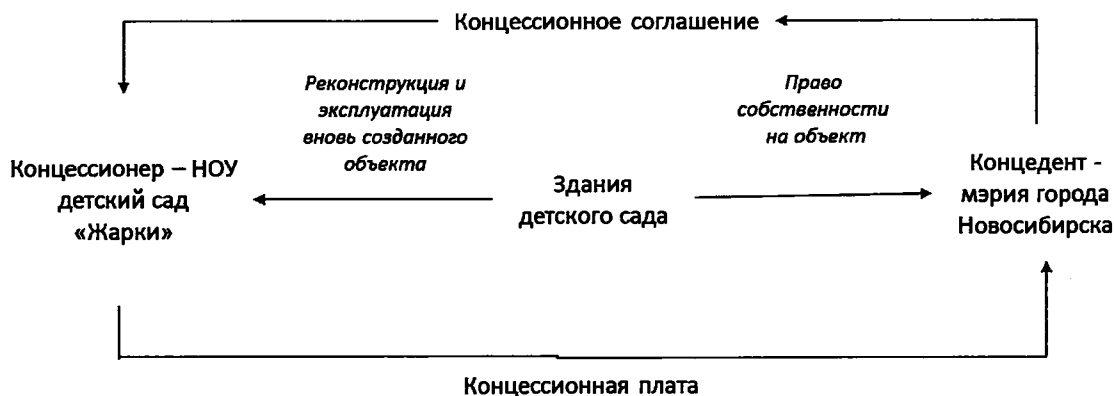 Концессионное соглашение
Реконструкция и
эксплуатация
вновь созданного
объекта
Право
собственности
на объект
Концессионер – НОУ
детский сад
«Жарки»
Здания
детского сада
Концедент -
мэрия города
Новосибирска
Концессионная плата